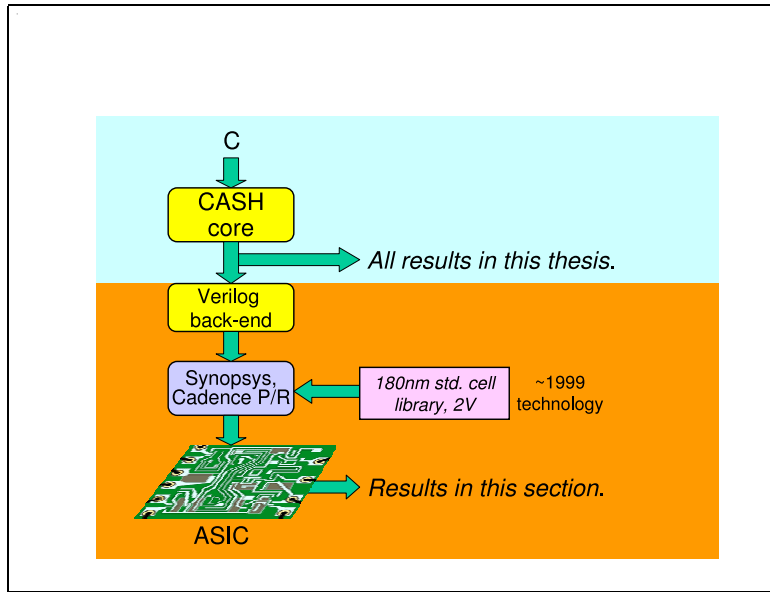 C
CASH
core
All results in this thesis.
Verilog
back-end
Synopsys,
Cadence P/R
180nm std. cell
library, 2V
~1999
technology
Results in this section.
ASIC